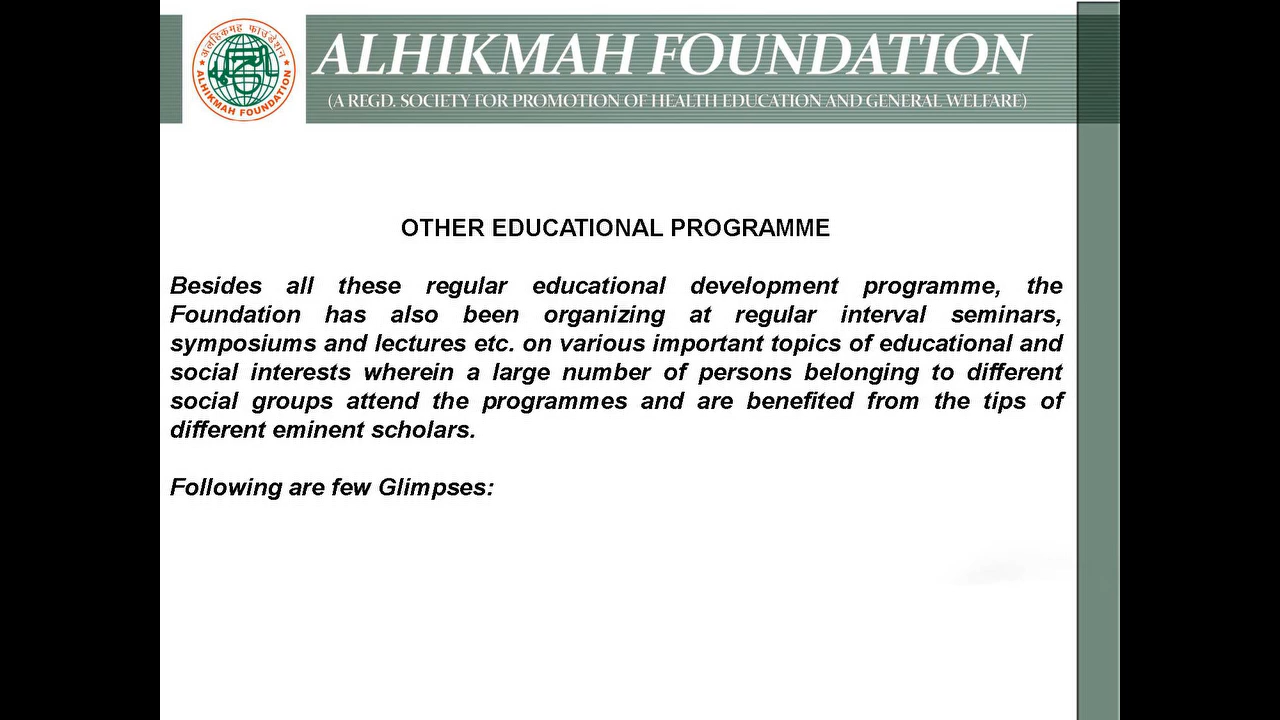 अलहिकमह फाउंडेशन
ALHIKMAH FOUNDATION
ALHIKMAH FOUNDATION
(A REGD. SOCIETY FOR PROMOTION OF HEALTH EDUCATION AND GENERAL WELFARE)
OTHER EDUCATIONAL PROGRAMME
Besides all these regular educational development programme, the
Foundation has also been organizing at regular interval seminars,
symposiums and lectures etc. on various important topics of educational and
social interests wherein a large number of persons belonging to different
social groups attend the programmes and are benefited from the tips of
different eminent scholars.
Following are few Glimpses: